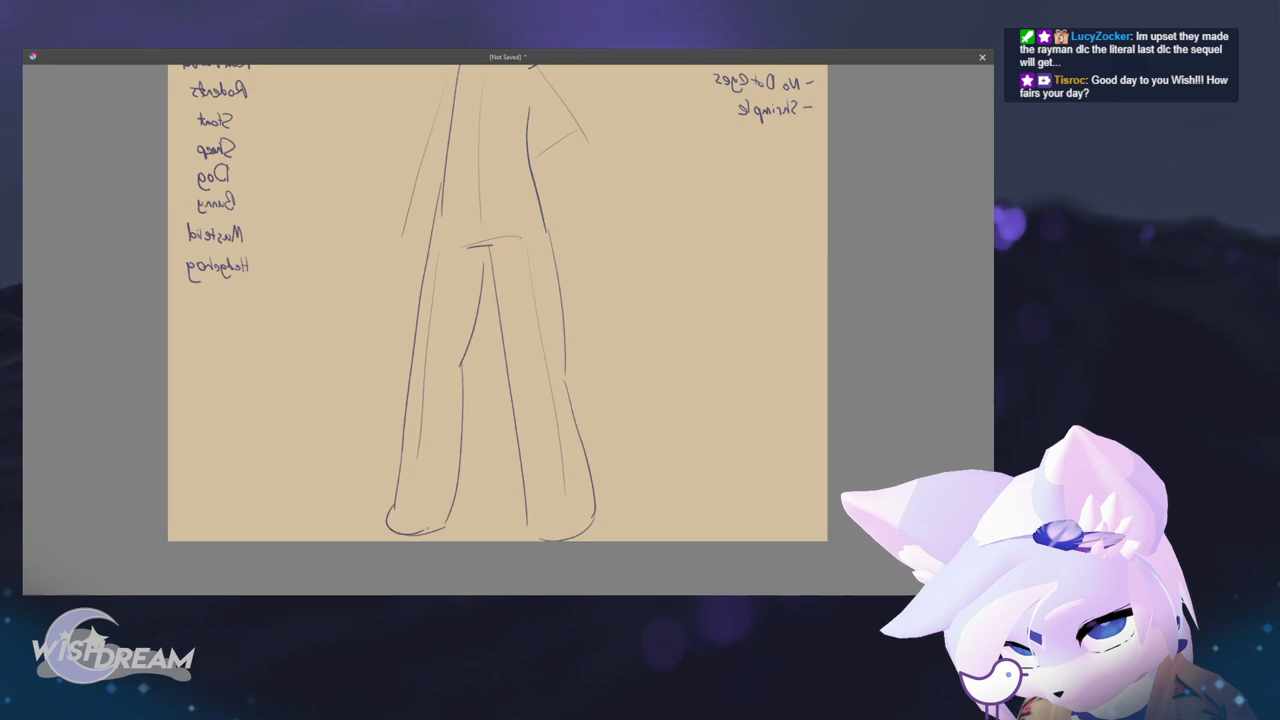 [Not Saved] *
LucyZocker: Im upset they made
the rayman dlc the literal last dlc the sequel
will get...
Tisroc: Good day to you Wish!!! How
fairs your day?
Rodents
Stoat
Sheep
Dog
Bunny
Mustelid
Hedgehog
- No Dot Eyes
- Shrimple
WISHDREAM